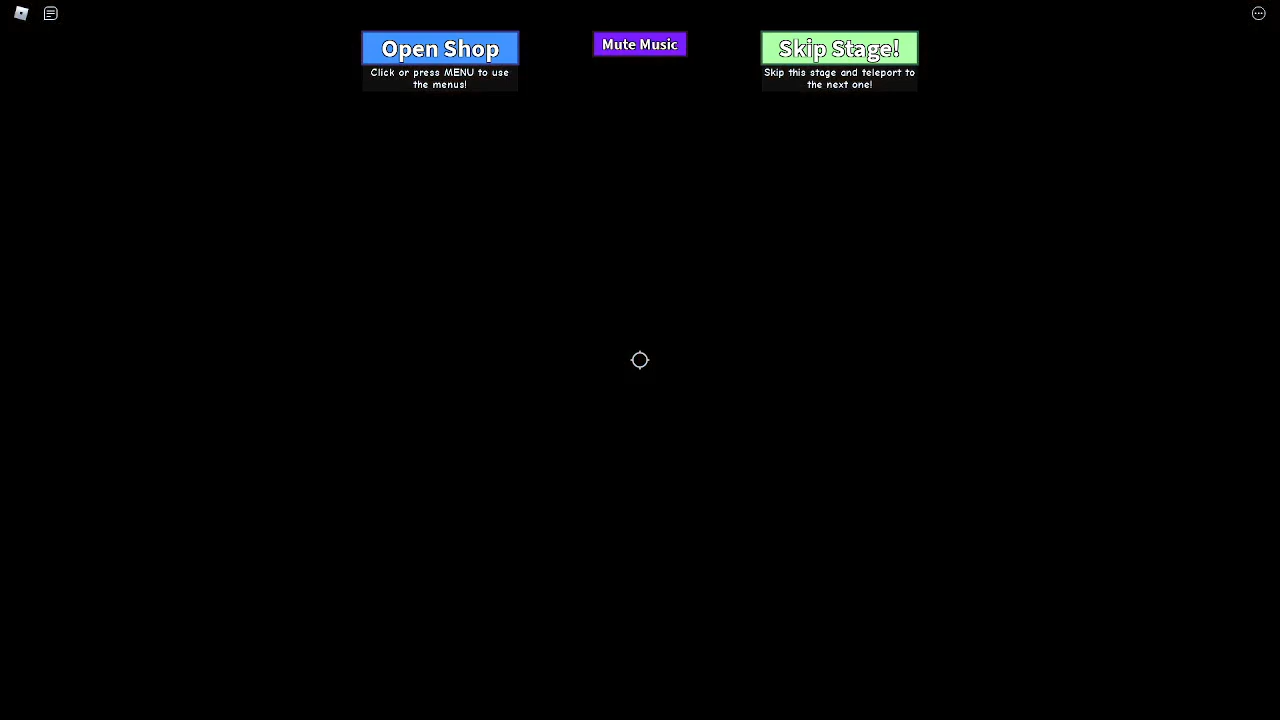 Open Shop
Click or press MENU to use
the menus!
Mute Music
Skip Stage!
Skip this stage and teleport to
the next one!